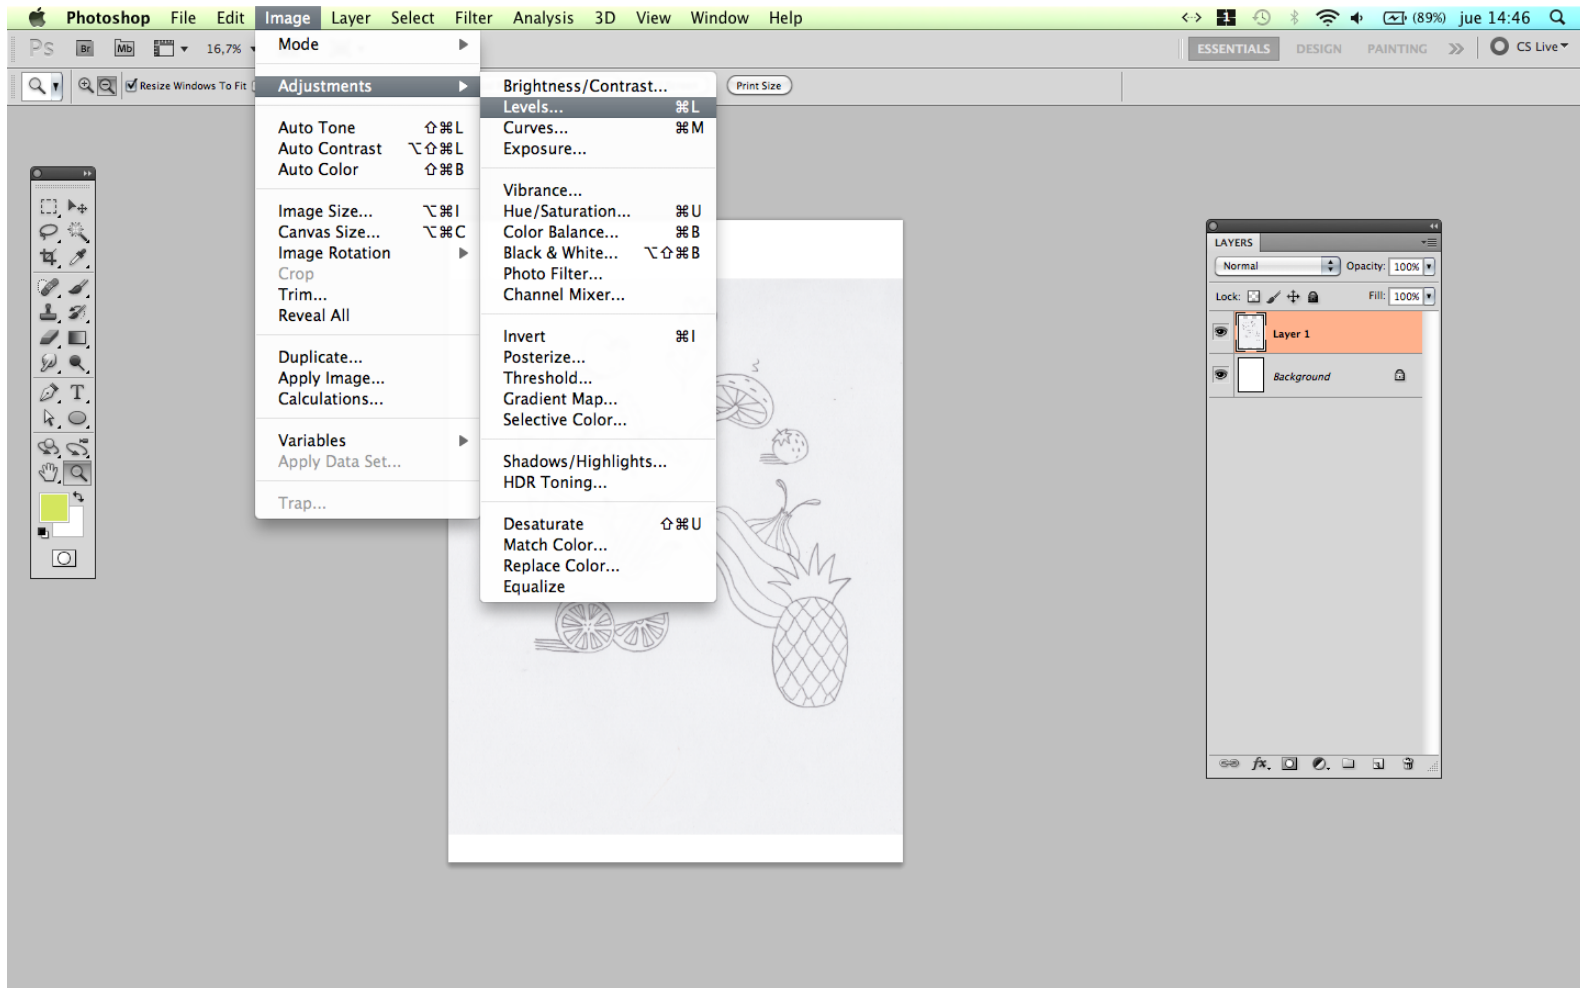 Photoshop File Edit Image Layer Select Filter Analysis 3D View Window Help 1 (89%) jue 14:46
Ps Br Mb 16,7% ESSENTIALS DESIGN PAINTING CS Live
Resize Windows To Fit Print Size
Mode
Adjustments
Auto Tone ⇧⌘L
Auto Contrast ⌥⇧⌘L
Auto Color ⇧⌘B
Image Size... ⌥⌘I
Canvas Size... ⌥⌘C
Image Rotation
Crop
Trim...
Reveal All
Duplicate...
Apply Image...
Calculations...
Variables
Apply Data Set...
Trap...
Brightness/Contrast...
Levels... ⌘L
Curves... ⌘M
Exposure...
Vibrance...
Hue/Saturation... ⌘U
Color Balance... ⌘B
Black & White... ⌥⇧⌘B
Photo Filter...
Channel Mixer...
Invert ⌘I
Posterize...
Threshold...
Gradient Map...
Selective Color...
Shadows/Highlights...
HDR Toning...
Desaturate ⇧⌘U
Match Color...
Replace Color...
Equalize
T
LAYERS
Normal Opacity: 100%
Lock: Fill: 100%
Layer 1
Background
fx